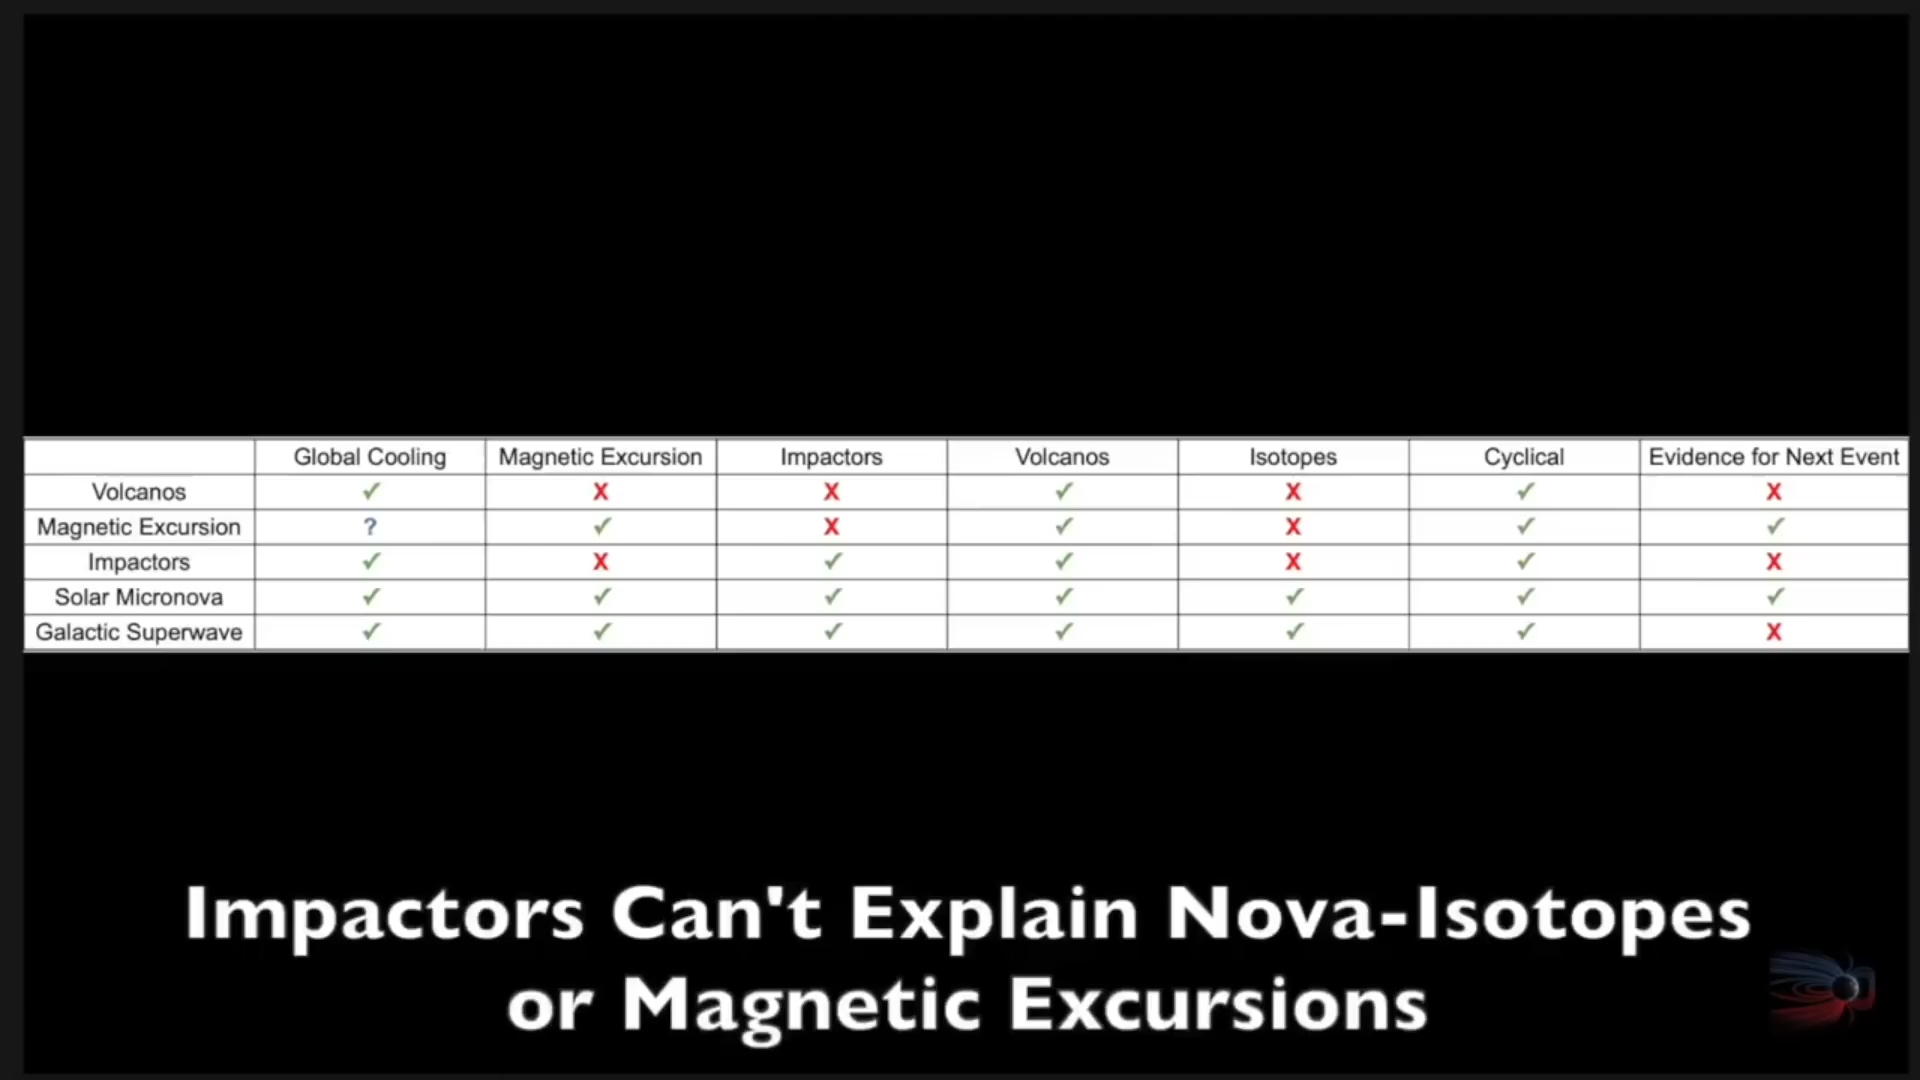 Global Cooling Magnetic Excursion Impactors Volcanos Isotopes Cyclical Evidence for Next Event
Volcanos ✓ X X ✓ X ✓ X
Magnetic Excursion ? ✓ X ✓ X ✓ ✓
Impactors ✓ X ✓ ✓ X ✓ X
Solar Micronova ✓ ✓ ✓ ✓ ✓ ✓ ✓
Galactic Superwave ✓ ✓ ✓ ✓ ✓ ✓ X
Impactors Can't Explain Nova-Isotopes
or Magnetic Excursions